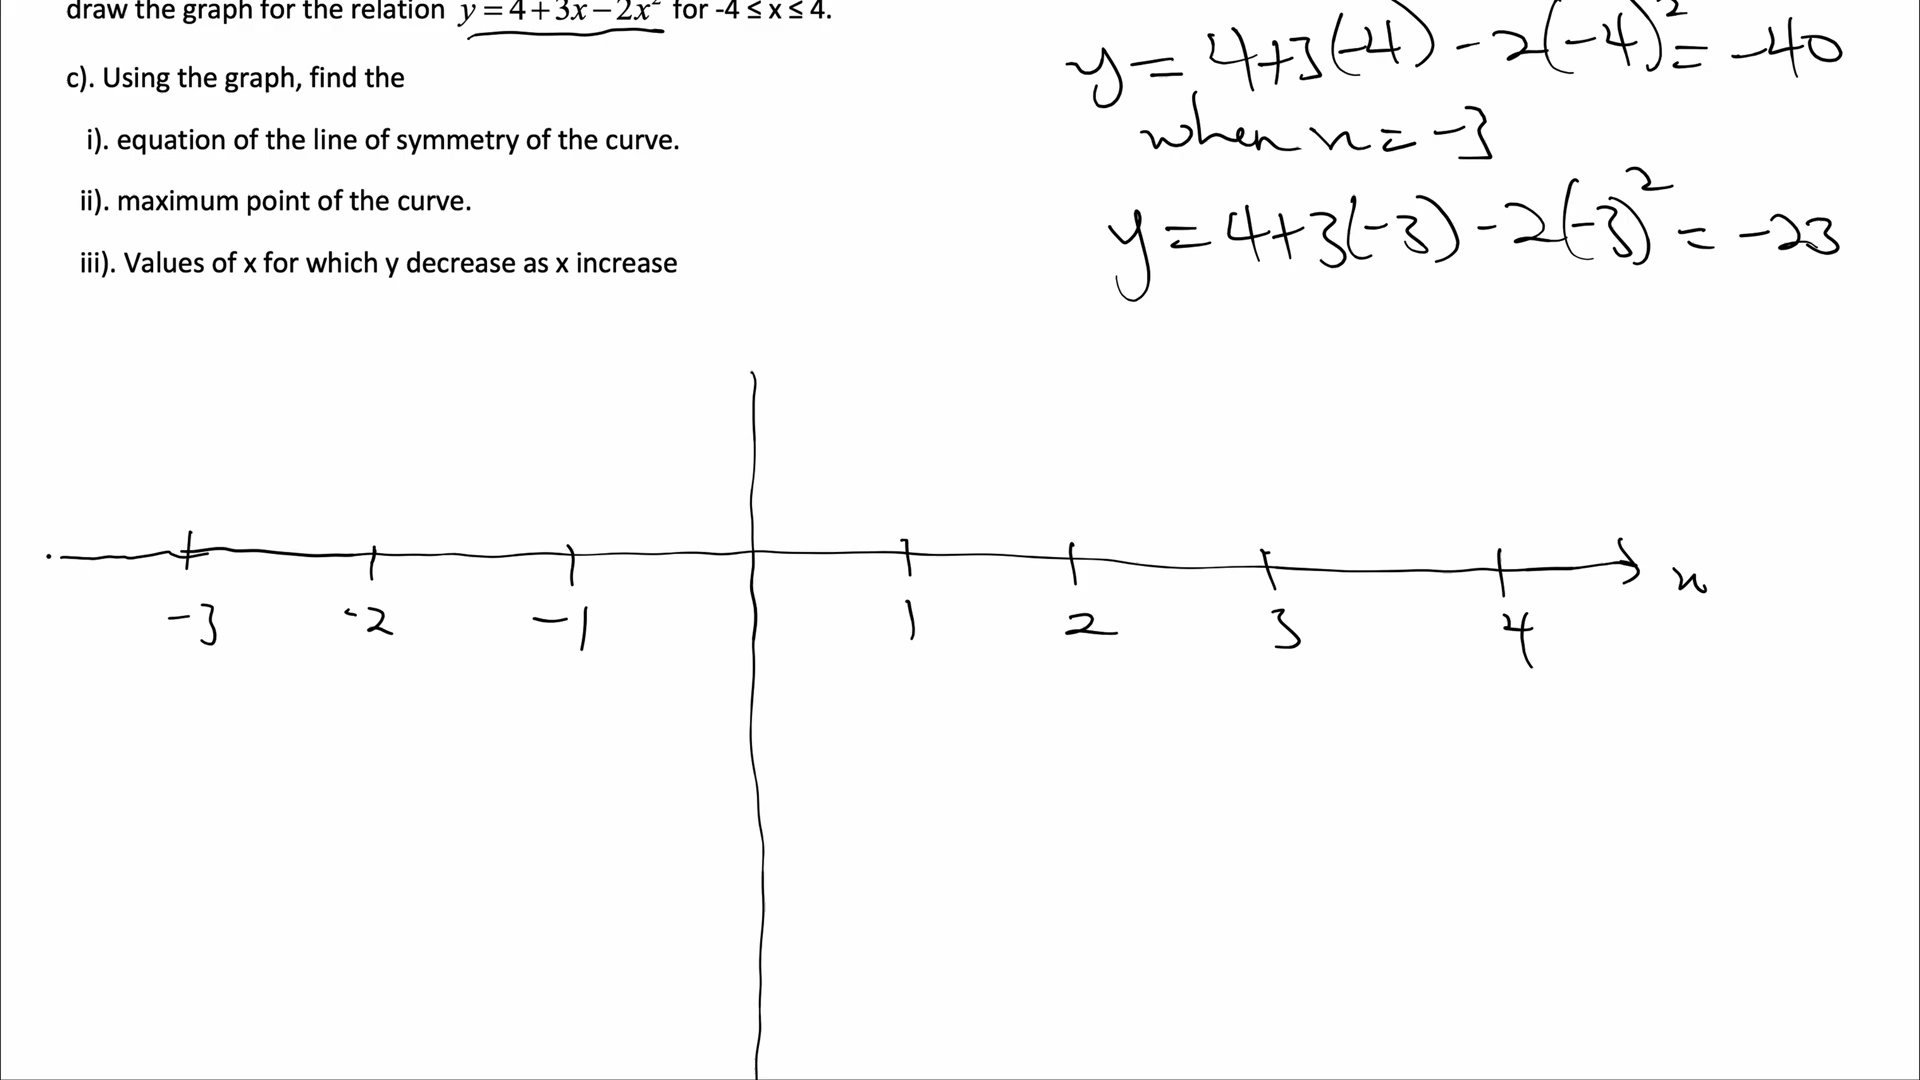 draw the graph for the relation y = 4 + 3x − 2x² for -4 ≤ x ≤ 4.
c). Using the graph, find the
i). equation of the line of symmetry of the curve.
ii). maximum point of the curve.
iii). Values of x for which y decrease as x increase
y = 4+3(-4) - 2(-4)² = -40
when x = -3
y = 4+3(-3) - 2(-3)² = -23
x
-3 -2 -1 1 2 3 4